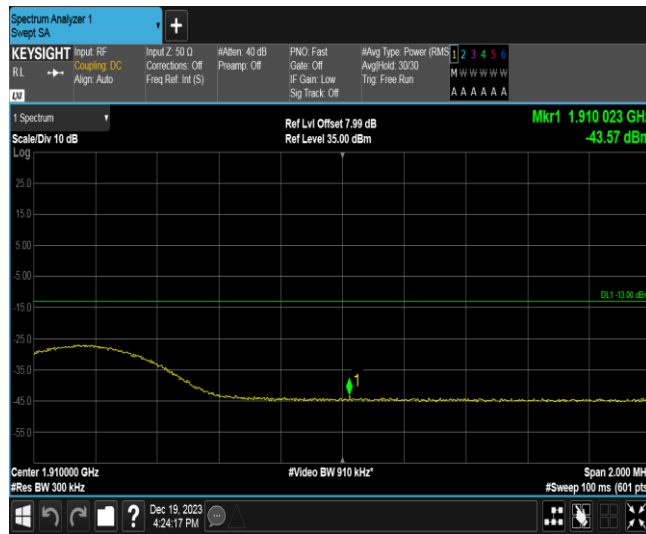 Spectrum Analyzer 1
Swept SA
KEYSIGHT
RL
LXI
Input: RF
Coupling: DC
Align: Auto
Input Z: 50 Ω
Corrections: Off
Freq Ref: Int (S)
#Atten: 40 dB
Preamp: Off
PNO: Fast
Gate: Off
IF Gain: Low
Sig Track: Off
#Avg Type: Power (RMS
Avg|Hold: 30/30
Trig: Free Run
1 2 3 4 5 6
M W W W W W
A A A A A A
1 Spectrum
Scale/Div 10 dB
Ref Lvl Offset 7.99 dB
Ref Level 35.00 dBm
Mkr1 1.910 023 GHz
-43.57 dBm
Log
25.0
15.0
5.00
-5.00
DL1 -13.00 dBm
-15.0
-25.0
-35.0
1
-45.0
-55.0
Center 1.910000 GHz
#Video BW 910 kHz*
Span 2.000 MH
#Res BW 300 kHz
#Sweep 100 ms (601 pts
?
Dec 19, 2023
4:24:17 PM